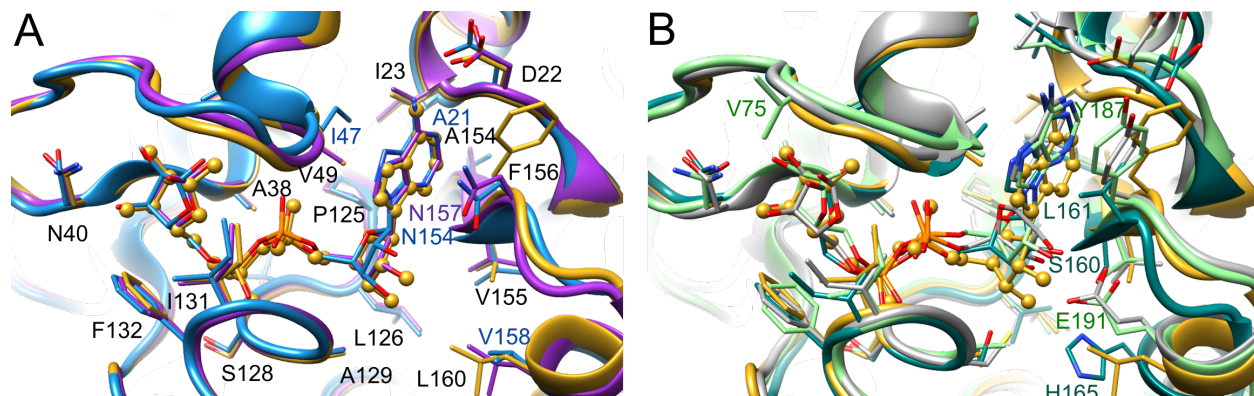 A
I23
D22
I47
A21
A154
V49
A38
F156
P125
N157
N40
N154
I131
V155
F132
L126
V158
S128
A129
L160
B
V75
Y187
L161
S160
E191
H165